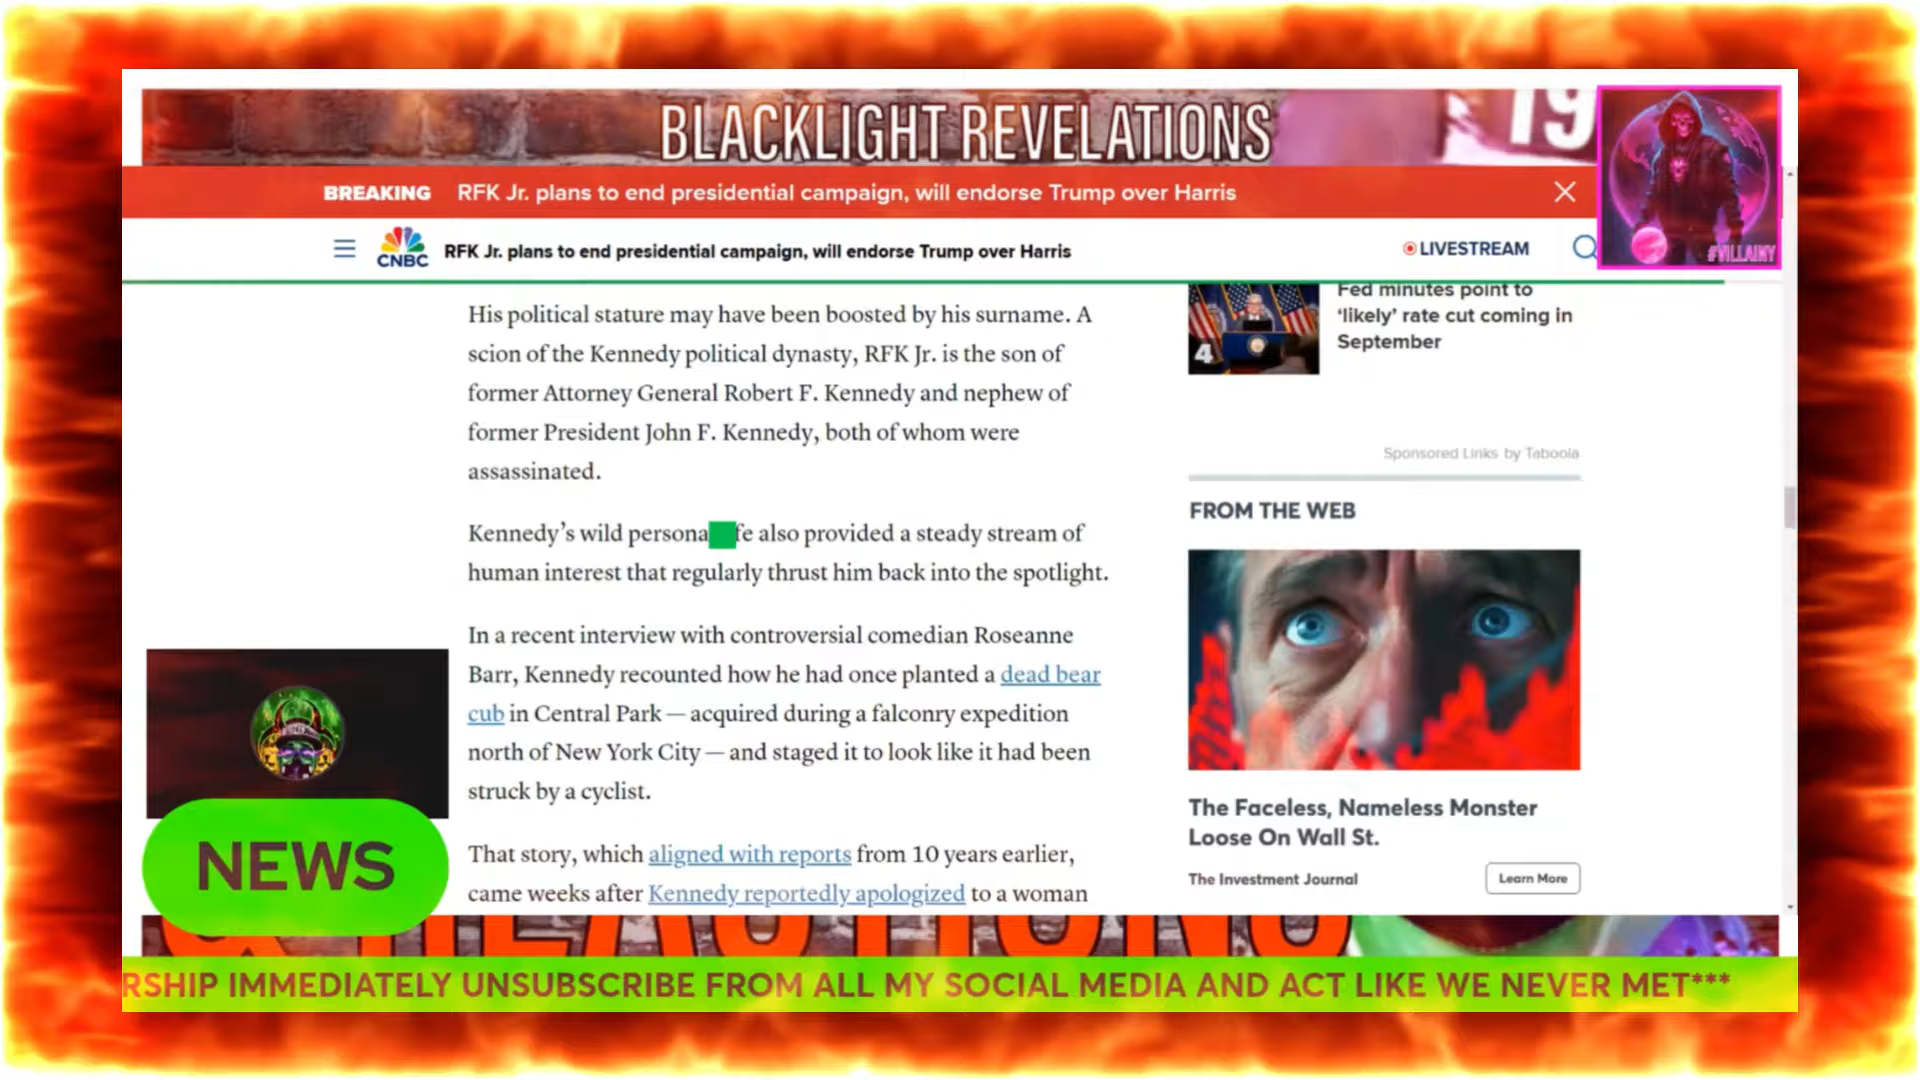 BLACKLIGHT REVELATIONS
19
#VILLAINY
BREAKING RFK Jr. plans to end presidential campaign, will endorse Trump over Harris
CNBC
RFK Jr. plans to end presidential campaign, will endorse Trump over Harris
LIVESTREAM
His political stature may have been boosted by his surname. A
scion of the Kennedy political dynasty, RFK Jr. is the son of
former Attorney General Robert F. Kennedy and nephew of
former President John F. Kennedy, both of whom were
assassinated.
Kennedy’s wild persona fe also provided a steady stream of
human interest that regularly thrust him back into the spotlight.
In a recent interview with controversial comedian Roseanne
Barr, Kennedy recounted how he had once planted a dead bear
cub in Central Park — acquired during a falconry expedition
north of New York City — and staged it to look like it had been
struck by a cyclist.
That story, which aligned with reports from 10 years earlier,
came weeks after Kennedy reportedly apologized to a woman
4
Fed minutes point to
‘likely’ rate cut coming in
September
Sponsored Links by Taboola
FROM THE WEB
The Faceless, Nameless Monster
Loose On Wall St.
The Investment Journal
Learn More
NEWS
& REACTIONS
RSHIP IMMEDIATELY UNSUBSCRIBE FROM ALL MY SOCIAL MEDIA AND ACT LIKE WE NEVER MET***